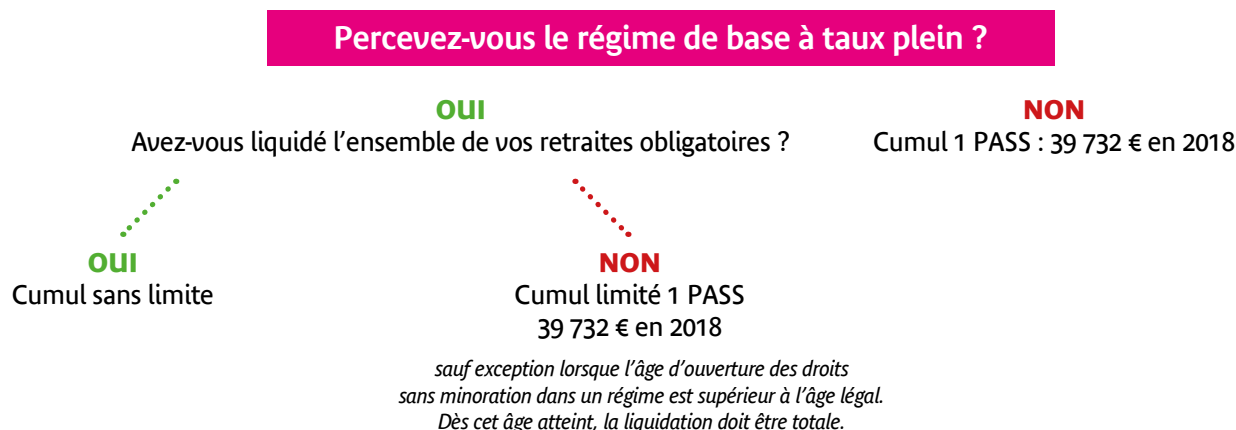 Percevez-vous le régime de base à taux plein ?
OUI
Avez-vous liquidé l'ensemble de vos retraites obligatoires ?
NON
Cumul 1 PASS : 39 732 € en 2018
OUI
Cumul sans limite
NON
Cumul limité 1 PASS
39 732 € en 2018
sauf exception lorsque l'âge d'ouverture des droits
sans minoration dans un régime est supérieur à l'âge légal.
Dès cet âge atteint, la liquidation doit être totale.